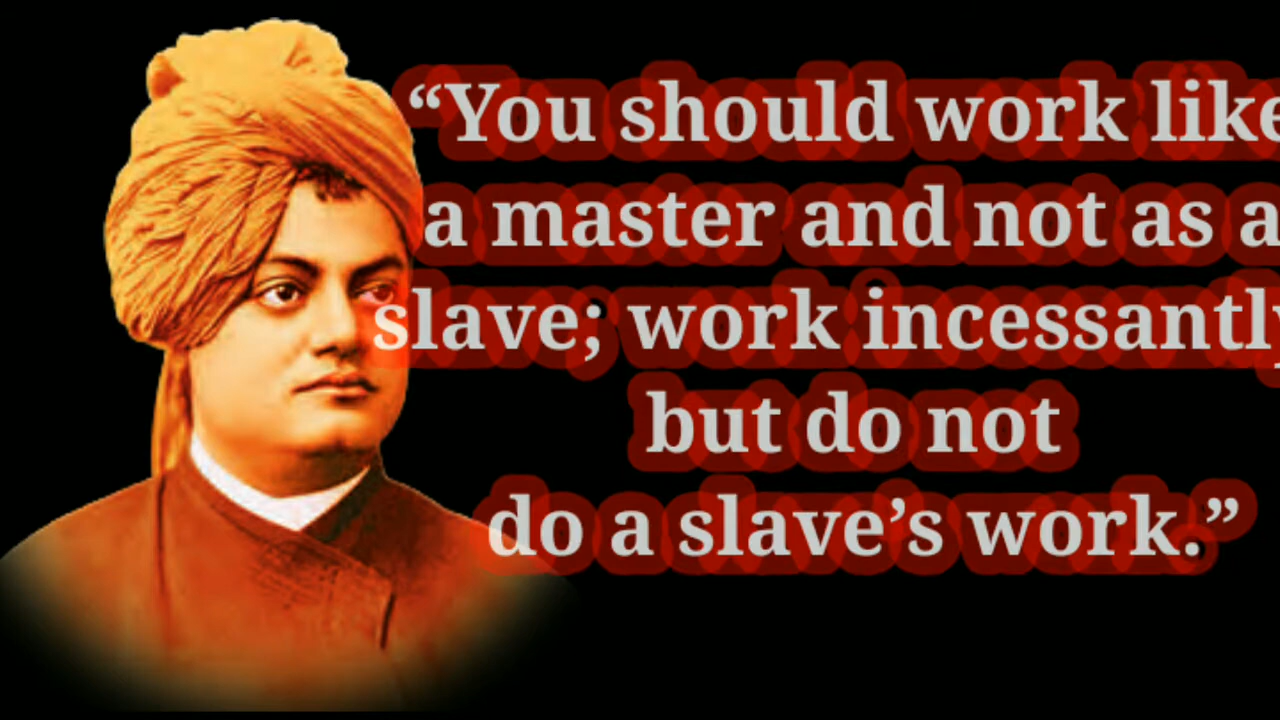 “You should work like
a master and not as a
slave; work incessantly
but do not
do a slave’s work.”